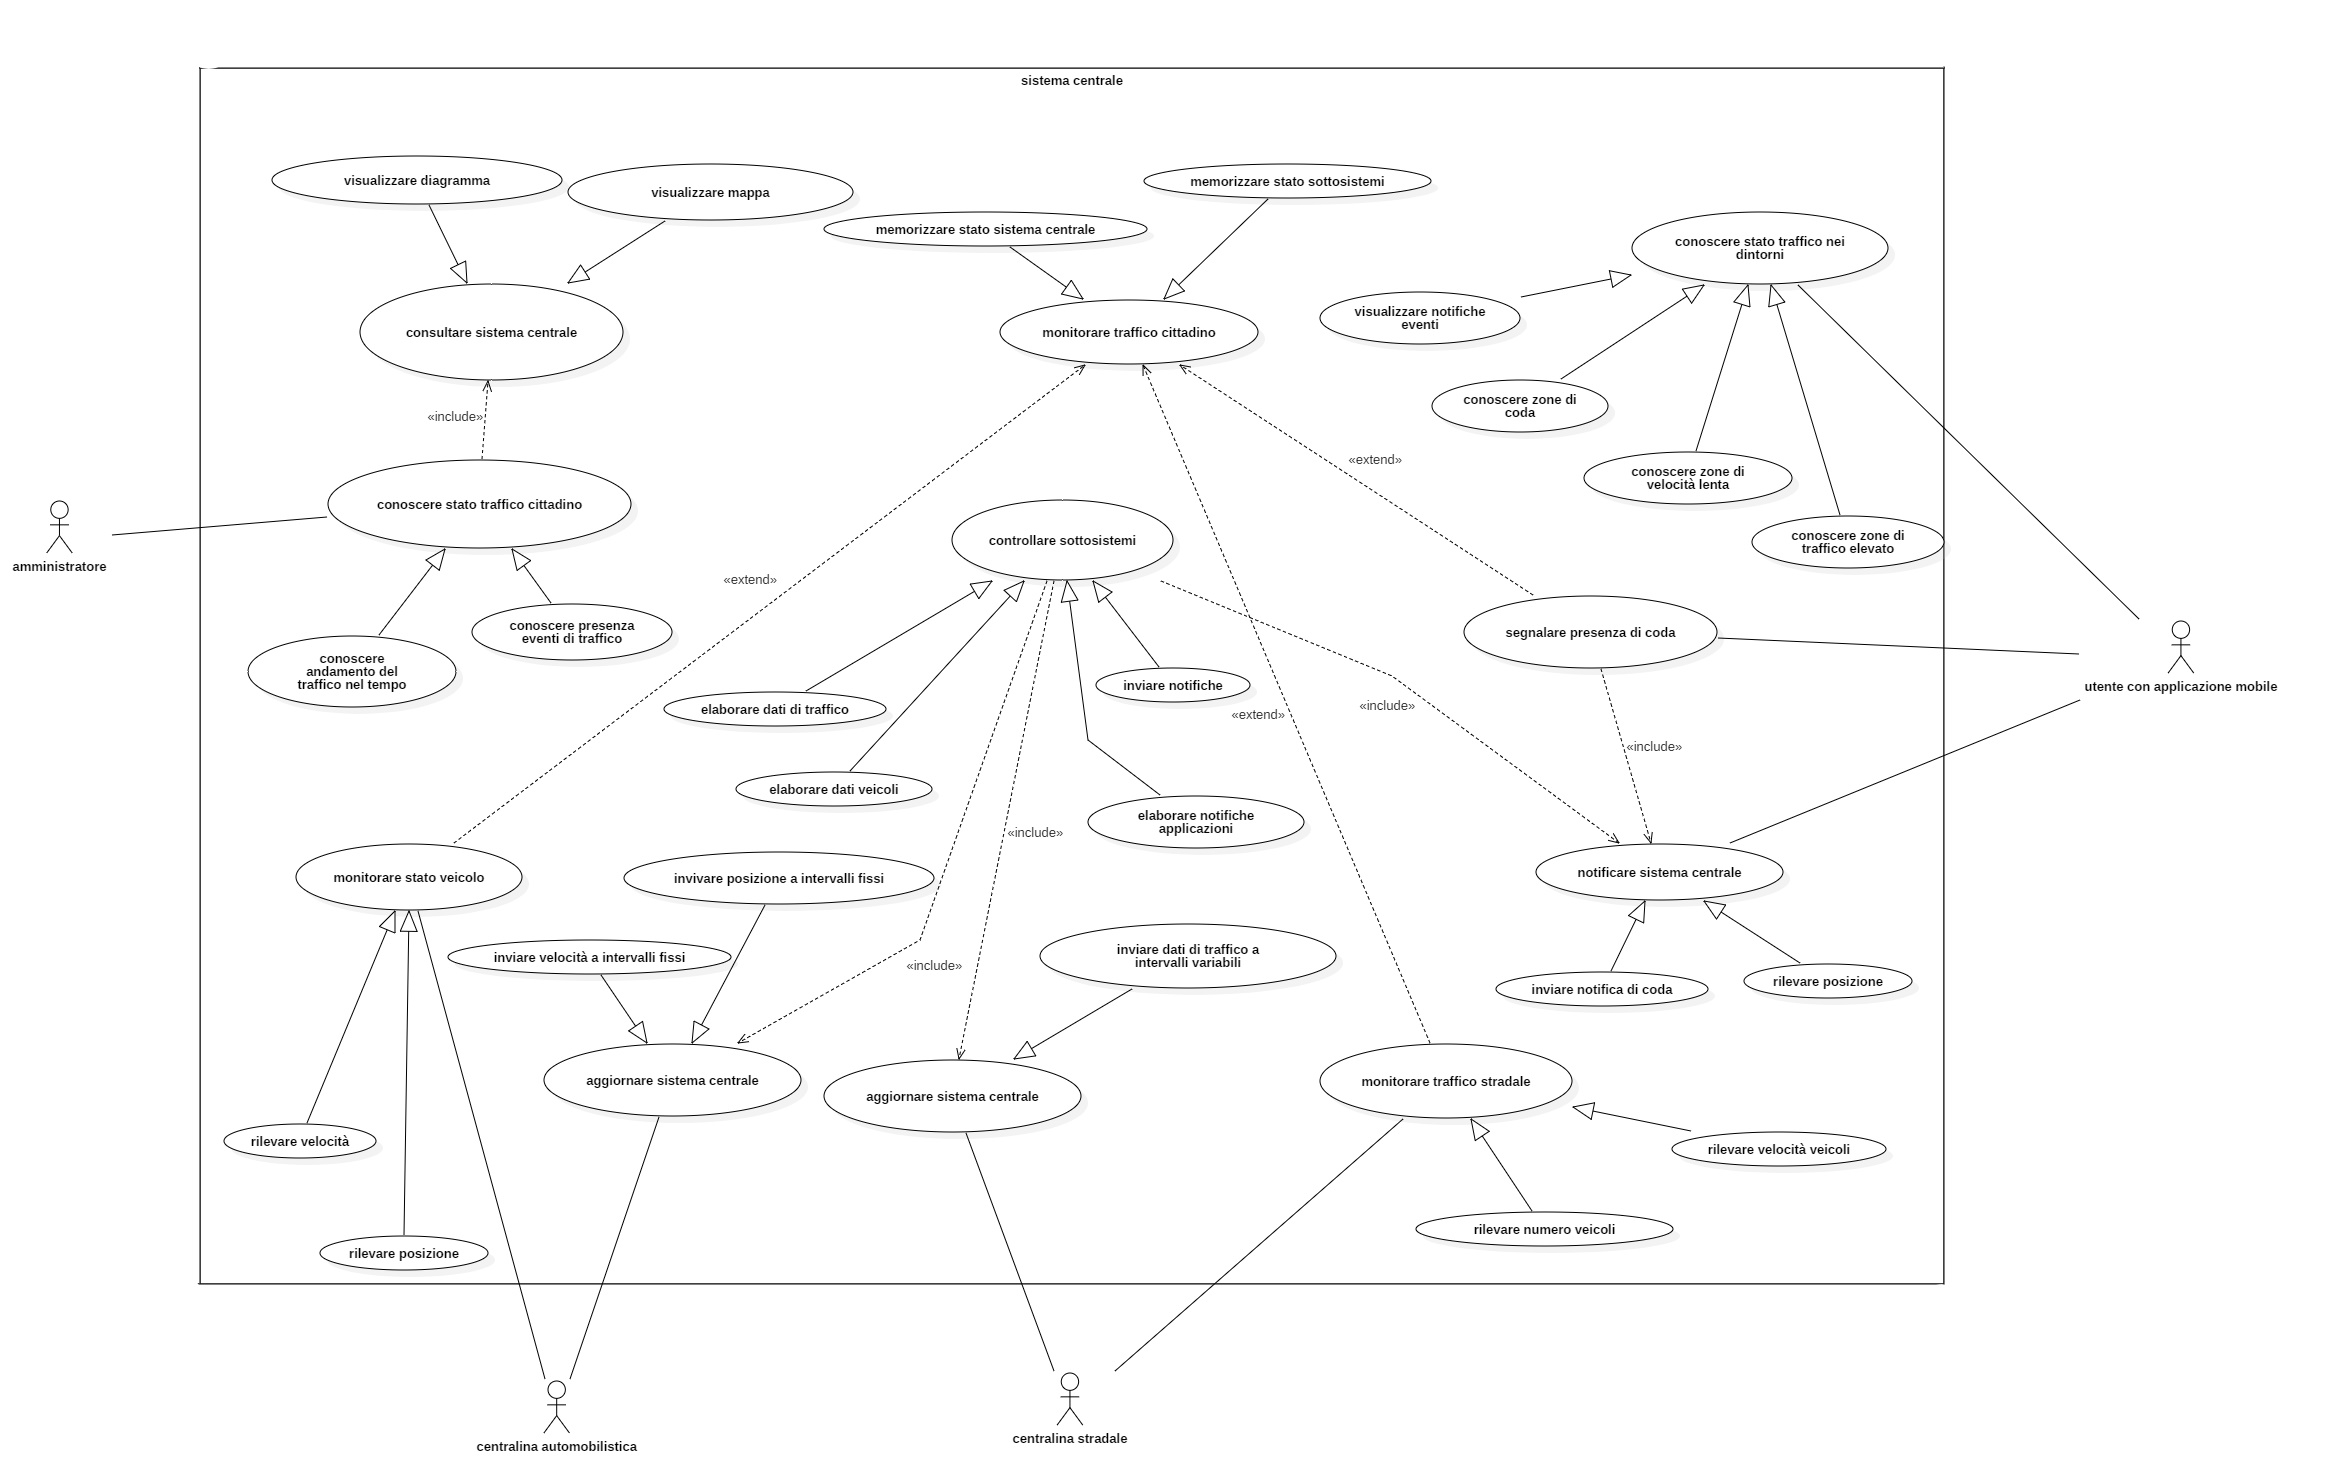 sistema centrale
visualizzare diagramma
visualizzare mappa
memorizzare stato sottosistemi
memorizzare stato sistema centrale
conoscere stato traffico nei
dintorni
visualizzare notifiche
eventi
consultare sistema centrale
monitorare traffico cittadino
conoscere zone di
coda
«include»
«extend»
conoscere zone di
velocità lenta
conoscere stato traffico cittadino
controllare sottosistemi
conoscere zone di
traffico elevato
amministratore
«extend»
conoscere presenza
eventi di traffico
segnalare presenza di coda
conoscere
andamento del
traffico nel tempo
inviare notifiche
utente con applicazione mobile
elaborare dati di traffico
«extend»
«include»
«include»
elaborare dati veicoli
elaborare notifiche
applicazioni
«include»
monitorare stato veicolo
invivare posizione a intervalli fissi
notificare sistema centrale
inviare velocità a intervalli fissi
«include»
inviare dati di traffico a
intervalli variabili
inviare notifica di coda
rilevare posizione
aggiornare sistema centrale
aggiornare sistema centrale
monitorare traffico stradale
rilevare velocità
rilevare velocità veicoli
rilevare numero veicoli
rilevare posizione
centralina automobilistica
centralina stradale